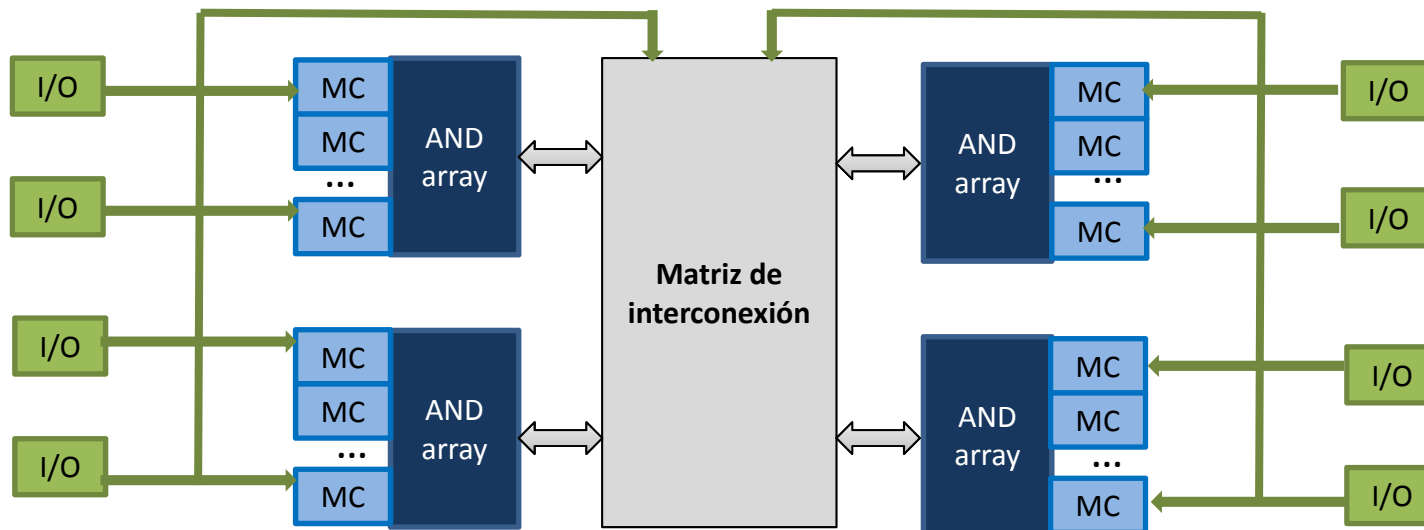 I/O
MC
AND
array
MC
...
I/O
MC
I/O
MC
AND
array
MC
...
I/O
MC
Matriz de
interconexión
AND
array
MC
I/O
MC
...
MC
I/O
AND
array
MC
I/O
MC
...
MC
I/O